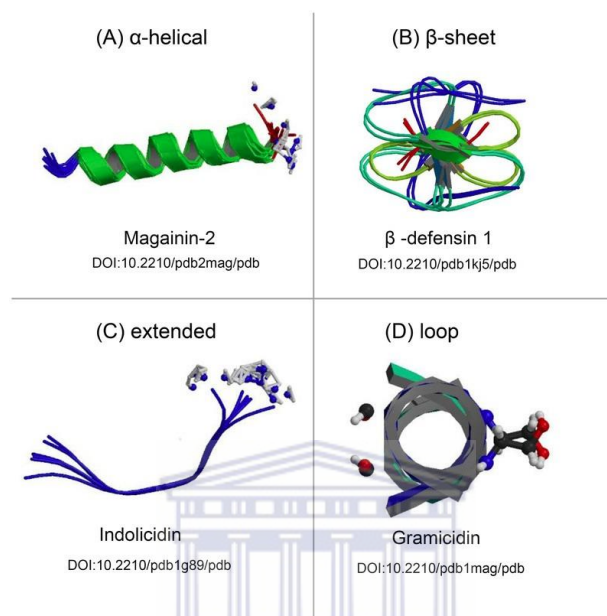 (A) α-helical
Magainin-2
DOI:10.2210/pdb2mag/pdb
(B) β-sheet
β -defensin 1
DOI:10.2210/pdb1kj5/pdb
(C) extended
Indolicidin
DOI:10.2210/pdb1g89/pdb
(D) loop
Gramicidin
DOI:10.2210/pdb1mag/pdb